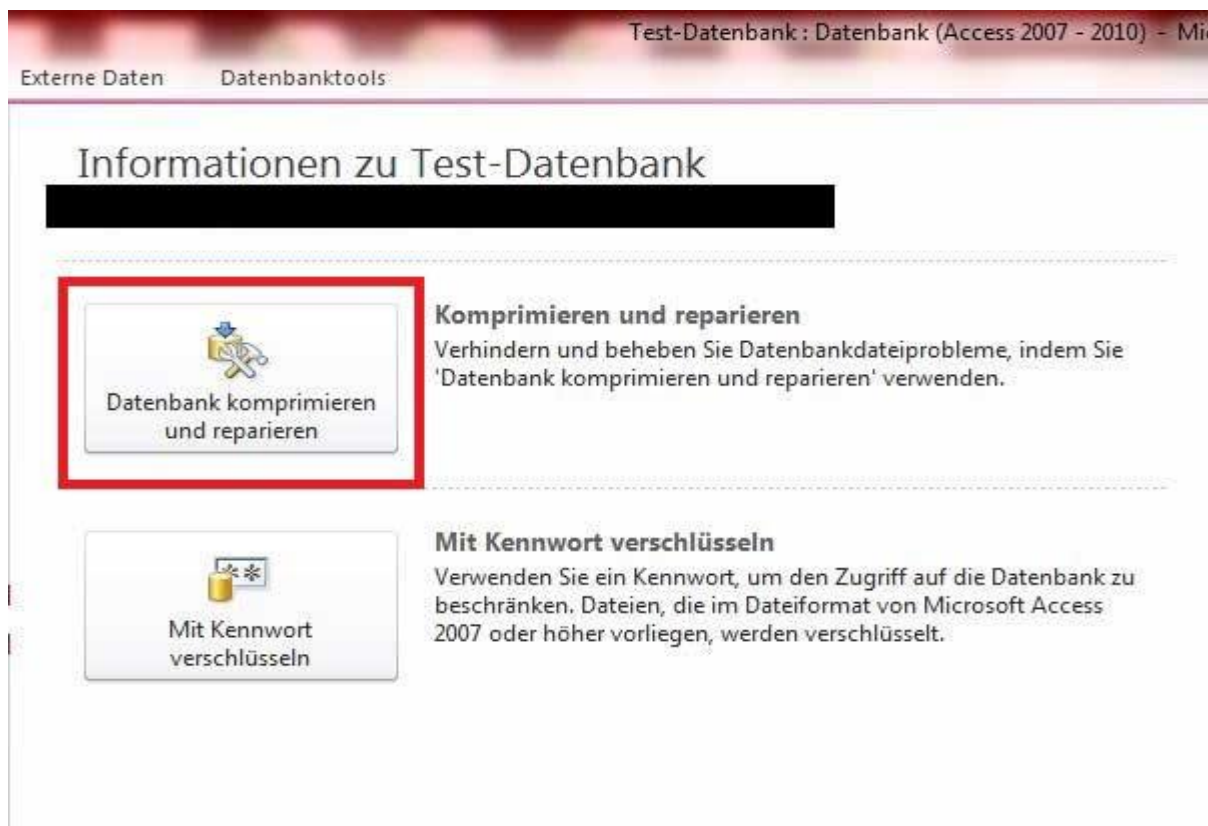 Test-Datenbank : Datenbank (Access 2007 - 2010) - Mic
Externe Daten Datenbanktools
Informationen zu Test-Datenbank
Datenbank komprimieren
und reparieren
Komprimieren und reparieren
Verhindern und beheben Sie Datenbankdateiprobleme, indem Sie
'Datenbank komprimieren und reparieren' verwenden.
Mit Kennwort
verschlüsseln
Mit Kennwort verschlüsseln
Verwenden Sie ein Kennwort, um den Zugriff auf die Datenbank zu
beschränken. Dateien, die im Dateiformat von Microsoft Access
2007 oder höher vorliegen, werden verschlüsselt.